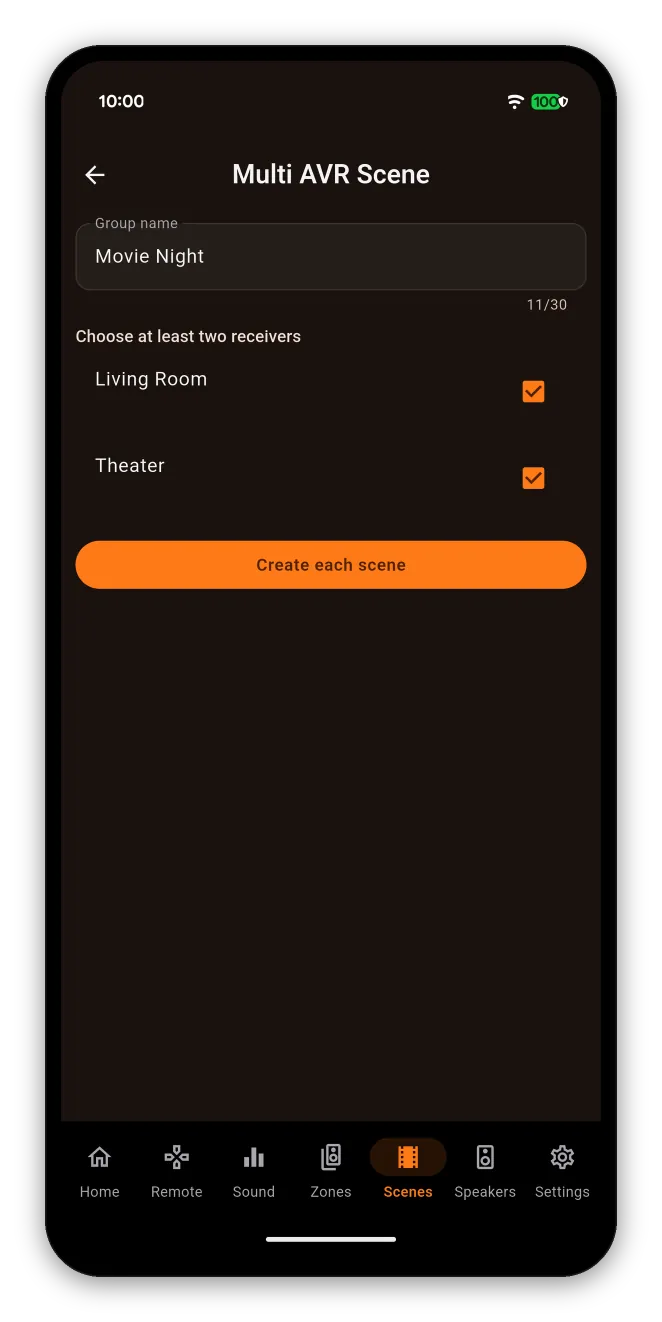 10:00
100
Multi AVR Scene
Group name
Movie Night
11/30
Choose at least two receivers
Living Room
Theater
Create each scene
Home Remote Sound Zones Scenes Speakers Settings